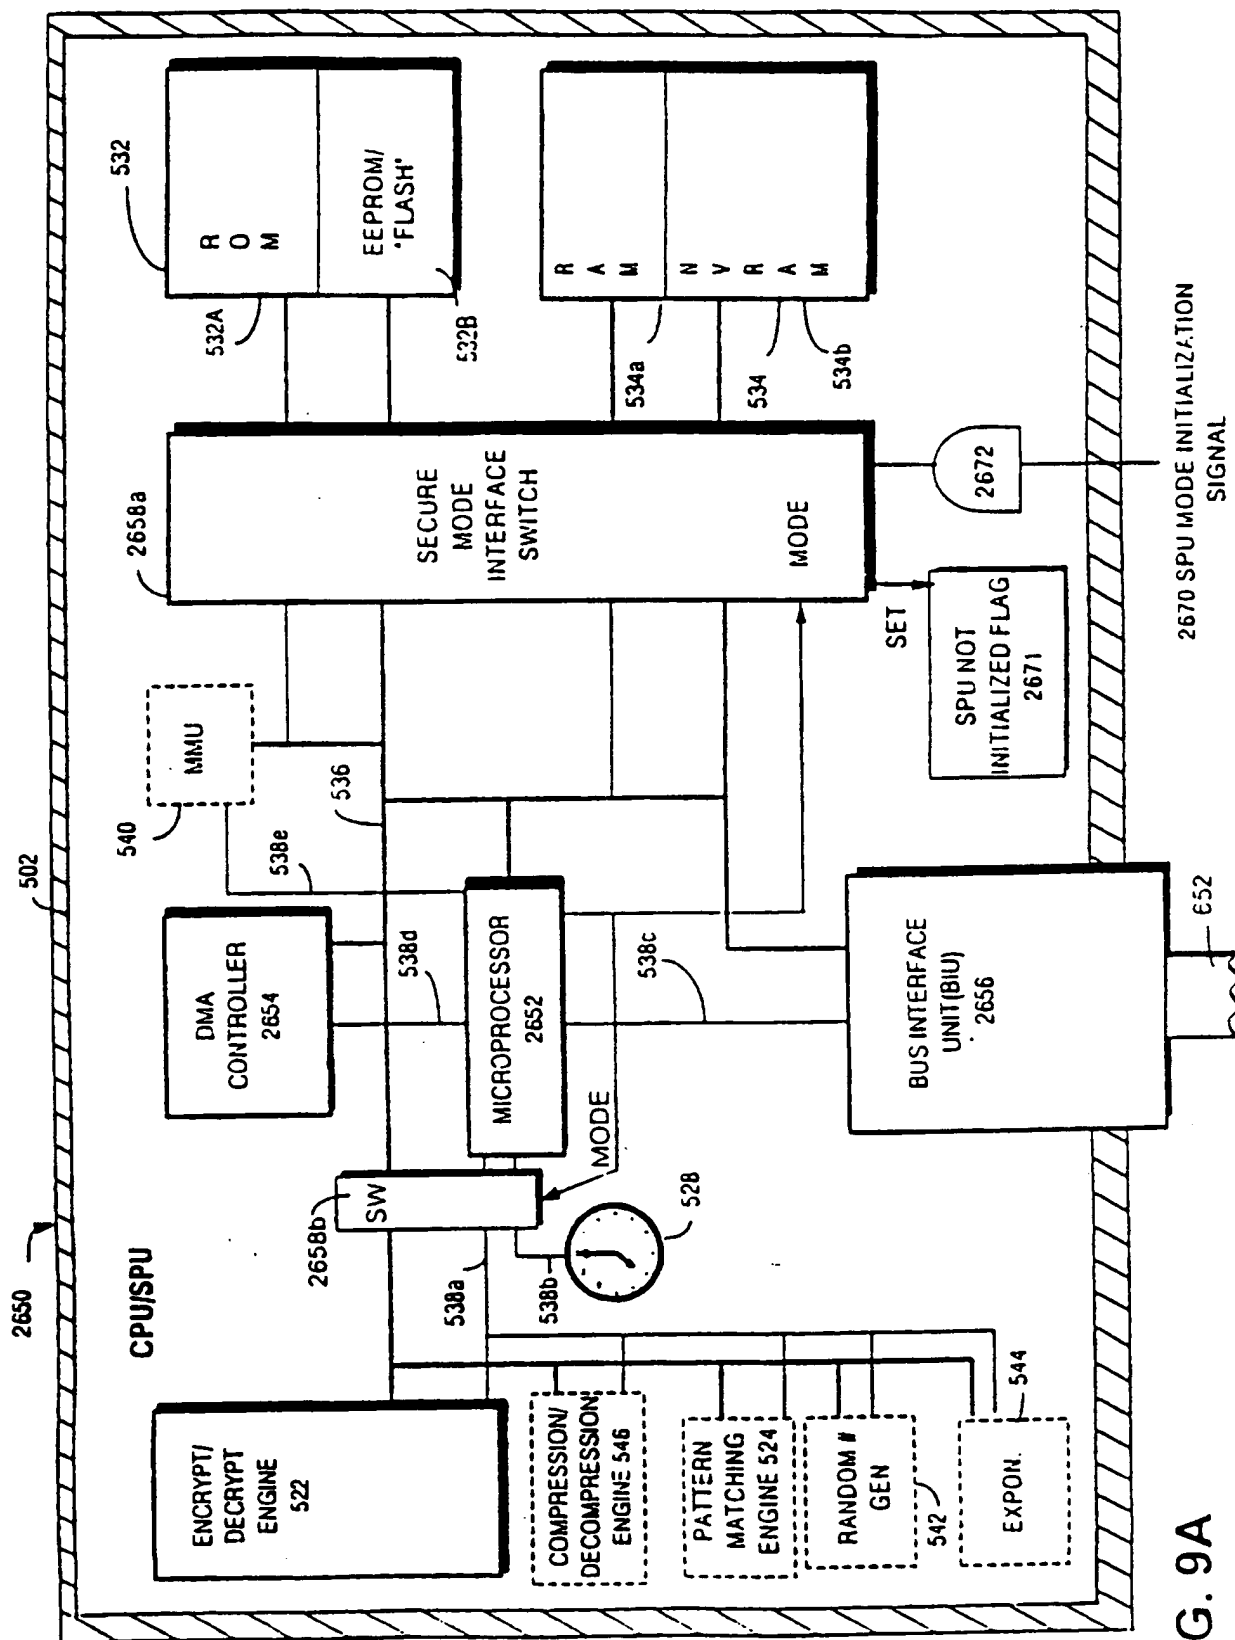 2650
502
CPU/SPU
ENCRYPT/
DECRYPT
ENGINE
522
COMPRESSION/
DECOMPRESSION
ENGINE 546
PATTERN
MATCHING
ENGINE 524
RANDOM #
GEN
542
EXPON.
544
2658b
SW
538a
538b
528
MODE
DMA
CONTROLLER
2654
538d
MICROPROCESSOR
2652
538c
538e
540
MMU
536
BUS INTERFACE
UNIT(BIU)
2656
652
2658a
SECURE
MODE
INTERFACE
SWITCH
MODE
SET
SPU NOT
INITIALIZED FLAG
2671
2672
2670 SPU MODE INITIALIZATION
SIGNAL
532
532A
ROM
EEPROM/
'FLASH'
532B
RAM
534a
NVRAM
534
534b
G. 9A